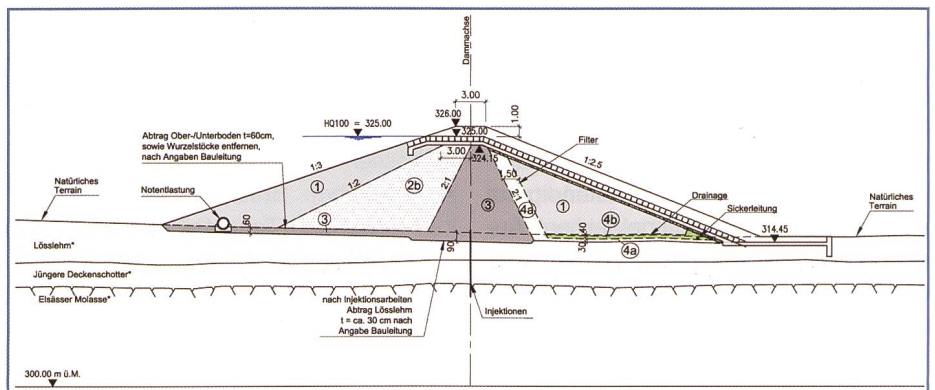 Dammachse
3.00
326.00
HQ100 = 325.00
325.00
1.00
Abtrag Ober-/Unterboden t=60cm,
sowie Wurzelstöcke entfernen,
nach Angaben Bauleitung
Filter
3.00
324.15
1:2.5
1:3
1:2
1
2b
2:1
1.50
2:1
Natürliches
Terrain
Notentlastung
Drainage
Sickerleitung
Natürliches
Terrain
3
60
3
4a
1
4b
314.45
Lösslehm*
90
30
40
4a
Jüngere Deckenschotter*
Elsässer Molasse*
nach Injektionsarbeiten
Abtrag Lösslehm
t = ca. 30 cm nach
Angabe Bauleitung
Injektionen
300.00 m ü.M.